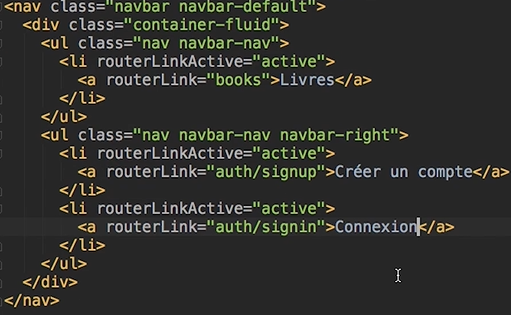 <nav class="navbar navbar-default">
<div class="container-fluid">
<ul class="nav navbar-nav">
<li routerLinkActive="active">
<a routerLink="books">Livres</a>
</li>
</ul>
<ul class="nav navbar-nav navbar-right">
<li routerLinkActive="active">
<a routerLink="auth/signup">Créer un compte</a>
</li>
<li routerLinkActive="active">
<a routerLink="auth/signin">Connexion</a>
</li>
</ul>
</div>
</nav>